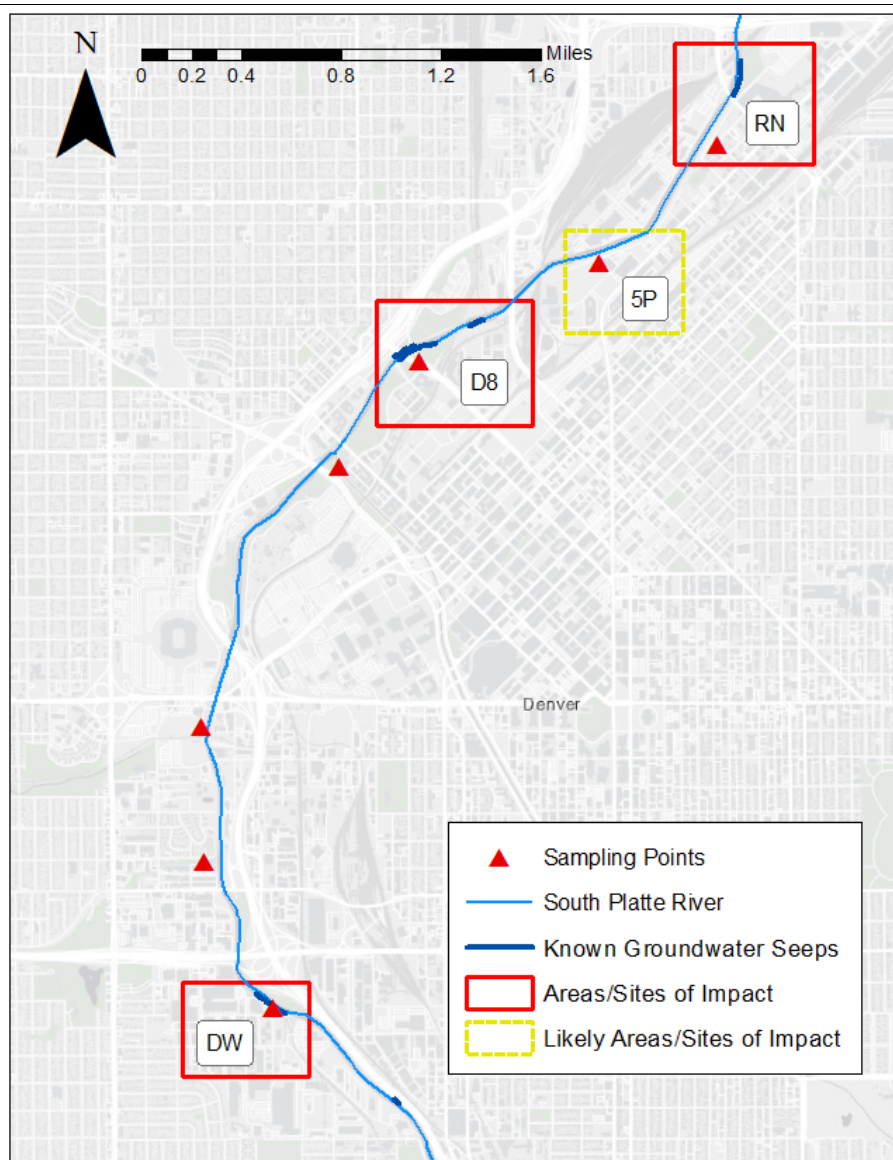 N
Miles
0 0.2 0.4 0.8 1.2 1.6
RN
5P
D8
Denver
Sampling Points
South Platte River
Known Groundwater Seeps
Areas/Sites of Impact
Likely Areas/Sites of Impact
DW